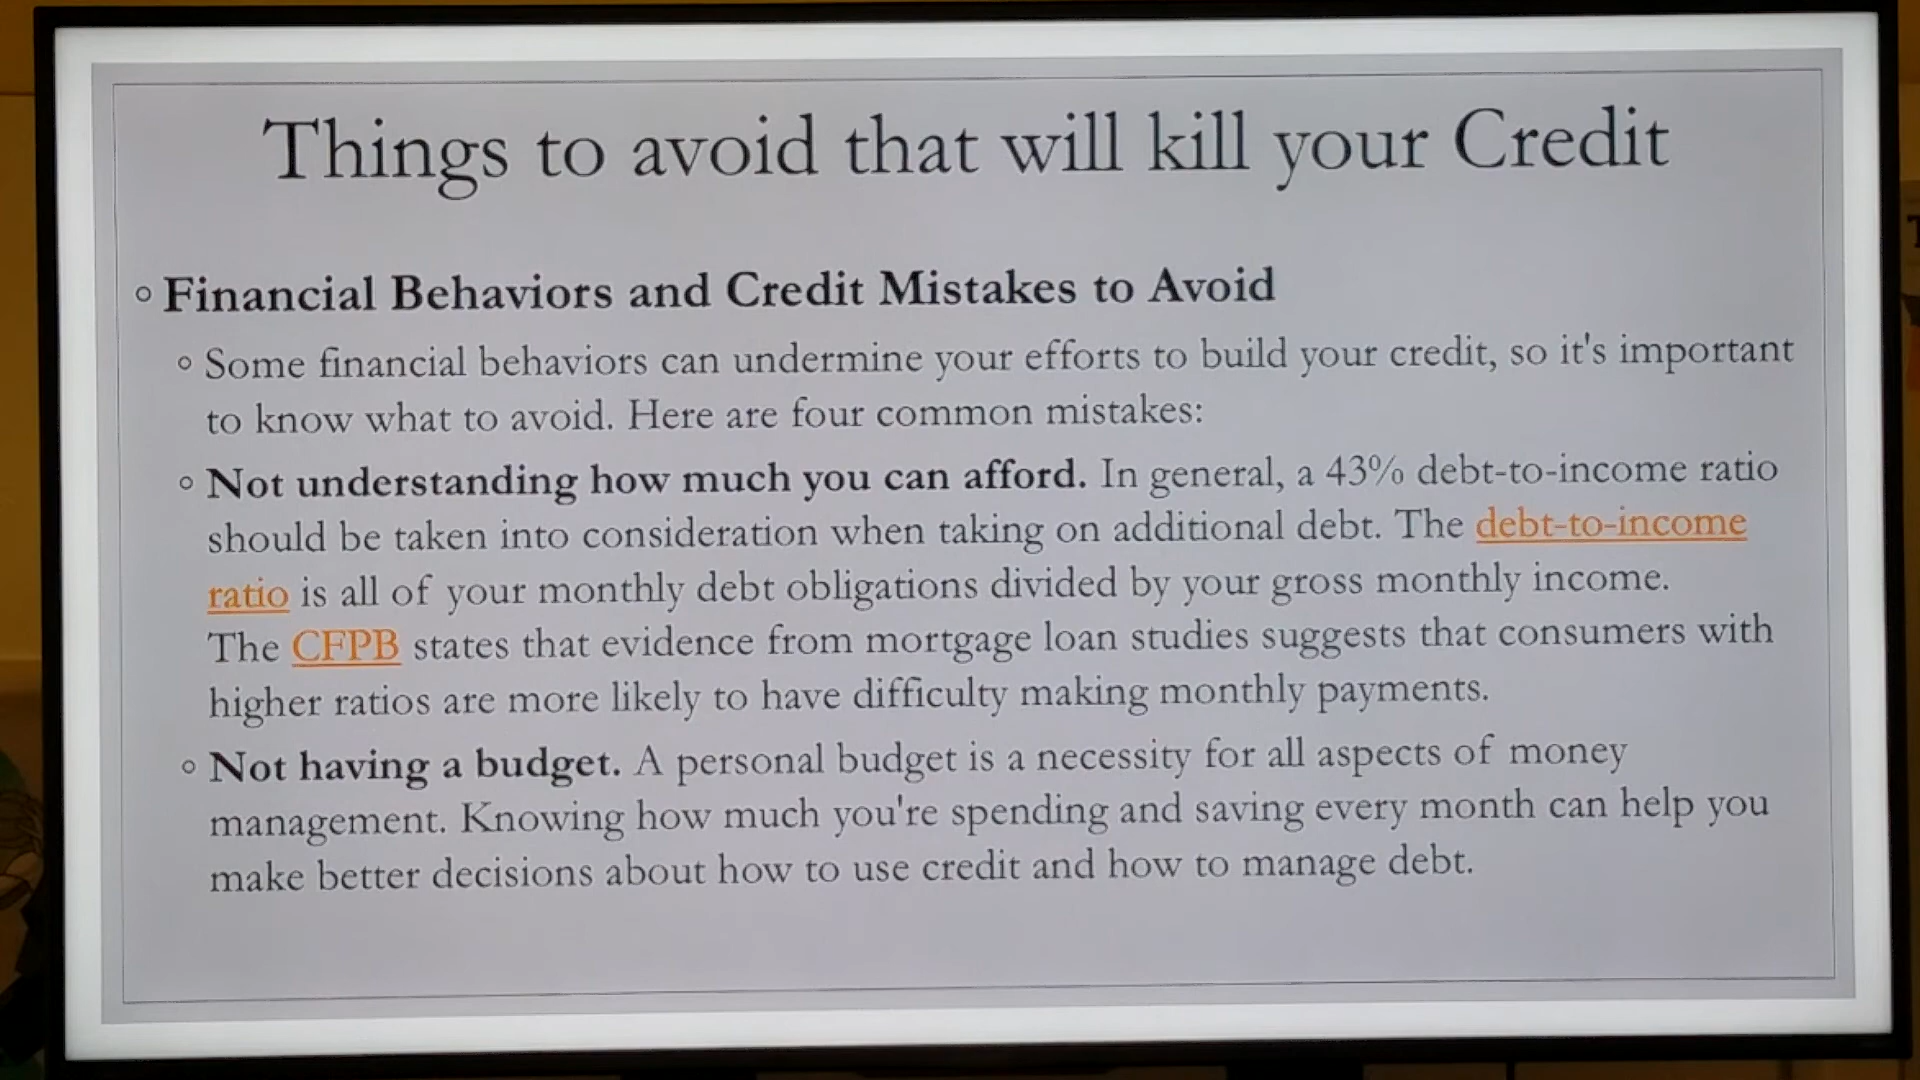 Things to avoid that will kill your Credit
Financial Behaviors and Credit Mistakes to Avoid
Some financial behaviors can undermine your efforts to build your credit, so it's important
to know what to avoid. Here are four common mistakes:
Not understanding how much you can afford. In general, a 43% debt-to-income ratio
should be taken into consideration when taking on additional debt. The debt-to-income
ratio is all of your monthly debt obligations divided by your gross monthly income.
The CFPB states that evidence from mortgage loan studies suggests that consumers with
higher ratios are more likely to have difficulty making monthly payments.
Not having a budget. A personal budget is a necessity for all aspects of money
management. Knowing how much you're spending and saving every month can help you
make better decisions about how to use credit and how to manage debt.